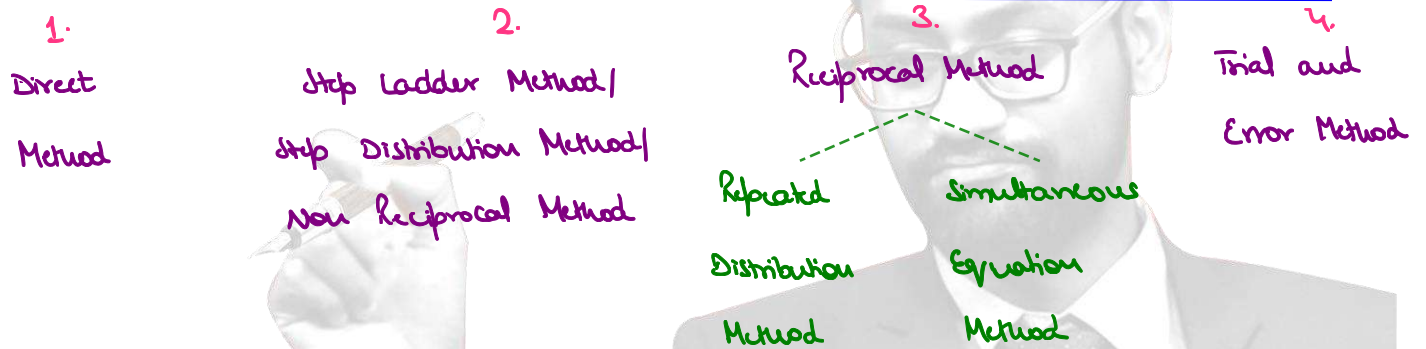 1.
Direct
Method
2.
Step Ladder Method/
Step Distribution Method/
Non Reciprocal Method
3.
Reciprocal Method
Repeated
Distribution
Method
Simultaneous
Equation
Method
4.
Trial and
Error Method